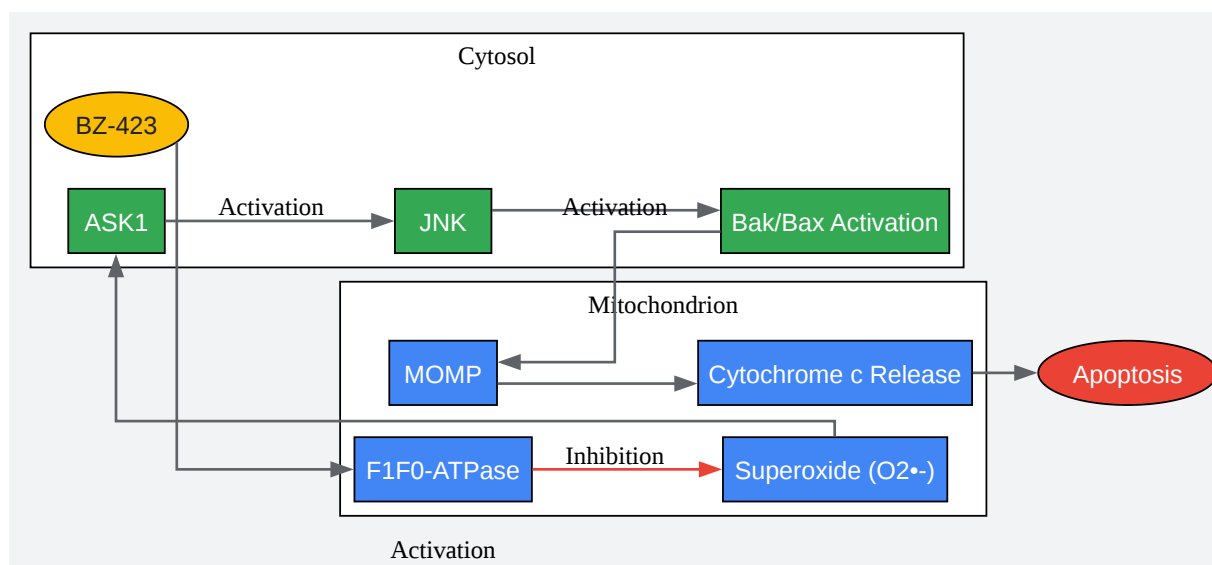 Cytosol
BZ-423
ASK1
Activation
JNK
Activation
Bak/Bax Activation
Mitochondrion
MOMP
Cytochrome c Release
Apoptosis
F1F0-ATPase
Inhibition
Superoxide (O2•-)
Activation